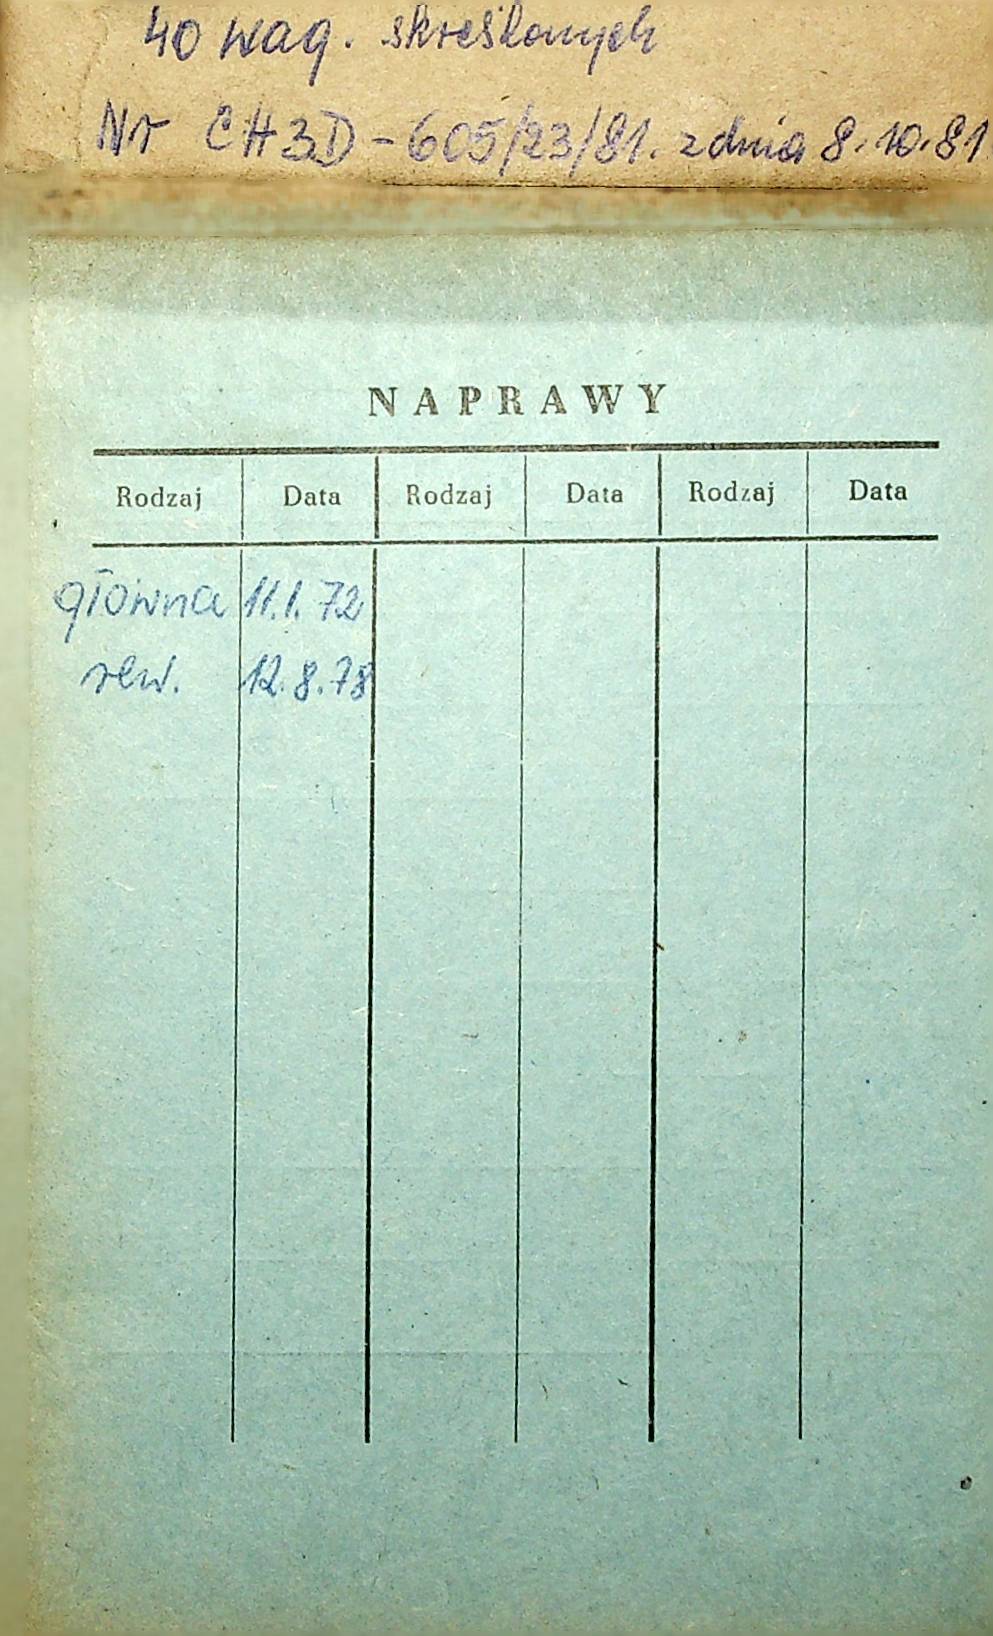 40 wag. skreślonych
Nr CH3D-605/23/81. z dnia 8.10.81
NAPRAWY
Rodzaj Data Rodzaj Data Rodzaj Data
główna 11.1.72
rew. 12.8.78